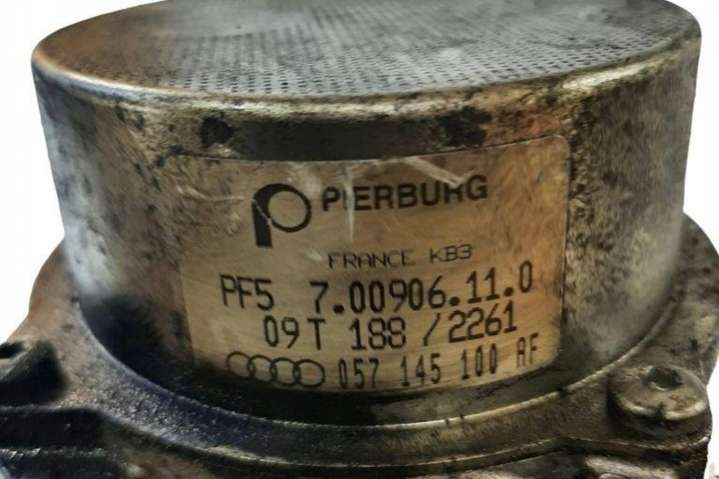 PIERBURG
FRANCE KB3
PF5 7.00906.11.0
09T 188 / 2261
057 145 100 AF